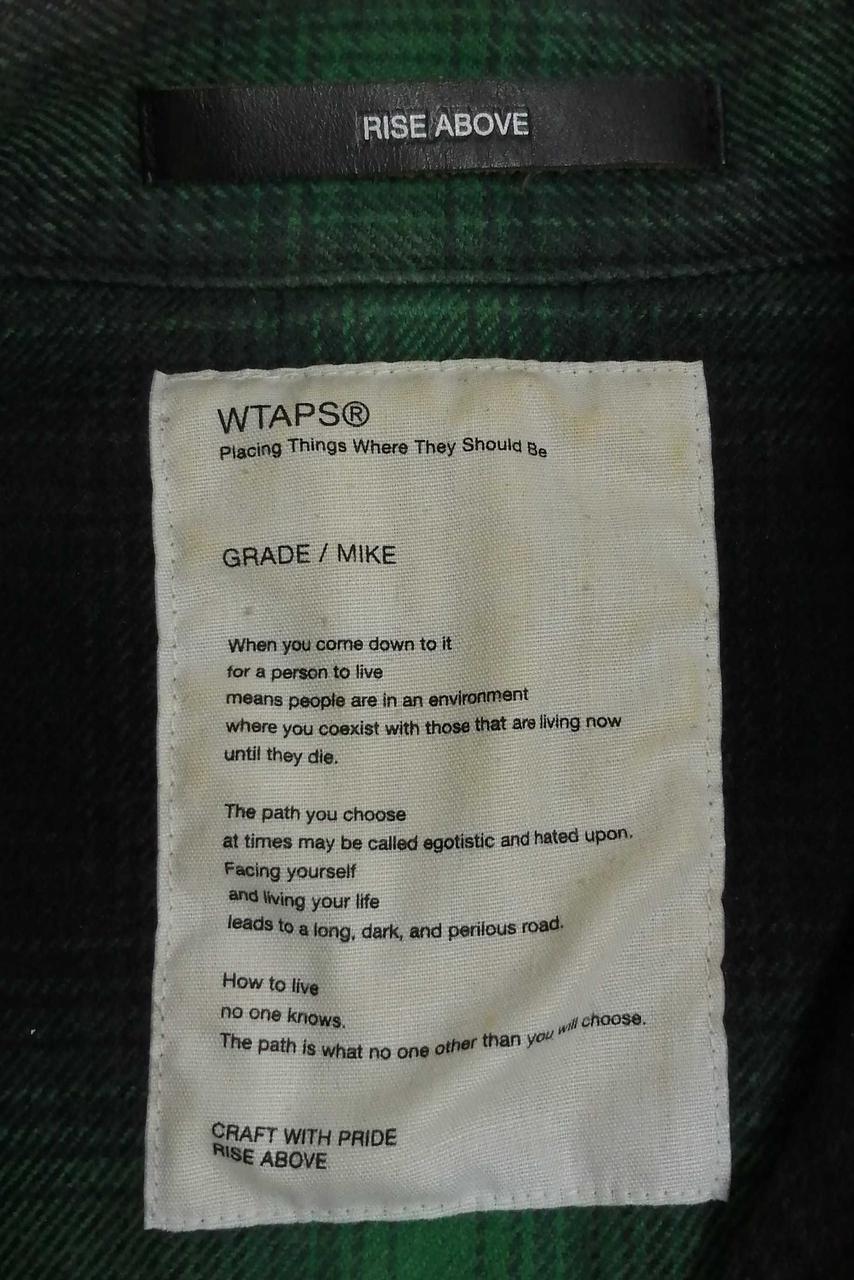 RISE ABOVE
WTAPS®
Placing Things Where They Should Be
GRADE / MIKE
When you come down to it
for a person to live
means people are in an environment
where you coexist with those that are living now
until they die.
The path you choose
at times may be called egotistic and hated upon.
Facing yourself
and living your life
leads to a long, dark, and perilous road.
How to live
no one knows.
The path is what no one other than you will choose.
CRAFT WITH PRIDE
RISE ABOVE